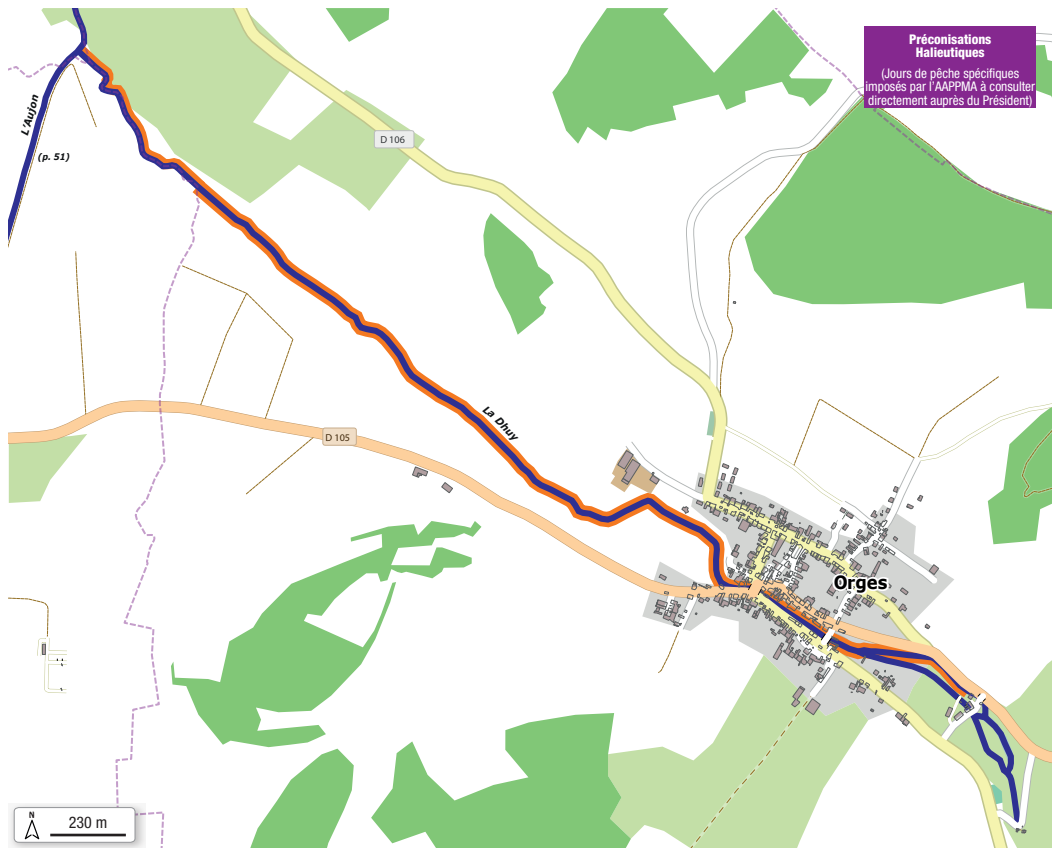 Préconisations
Halieutiques
(Jours de pêche spécifiques
imposés par l'AAPPMA à consulter
directement auprès du Président)
L'Aujon
(p. 51)
D 106
La Dhuy
D 105
Orges
N
230 m